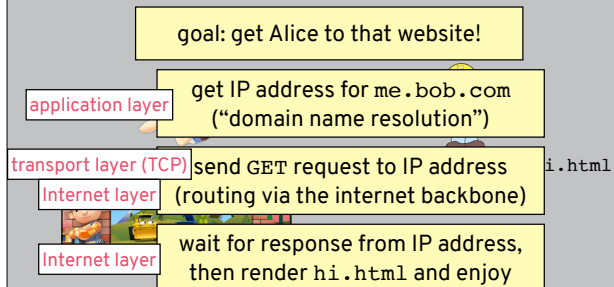 goal: get Alice to that website!
application layer
get IP address for me.bob.com
(“domain name resolution”)
transport layer (TCP)
send GET request to IP address
i.html
Internet layer
(routing via the internet backbone)
Internet layer
wait for response from IP address,
then render hi.html and enjoy